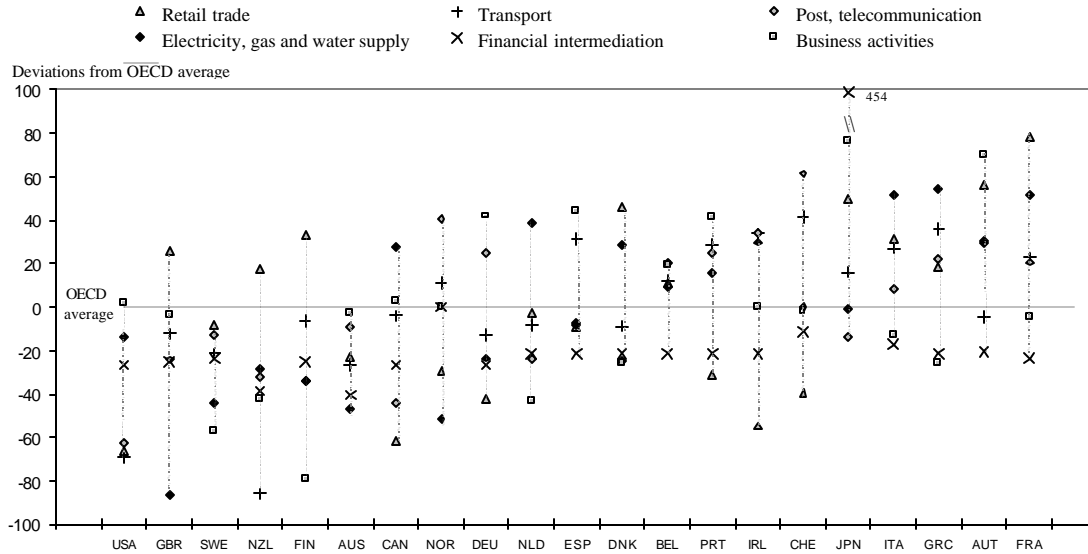 Retail trade Transport Post, telecommunication
Electricity, gas and water supply Financial intermediation Business activities
Deviations from OECD average
100
454
80
60
40
20
OECD
average
0
-20
-40
-60
-80
-100
USA GBR SWE NZL FIN AUS CAN NOR DEU NLD ESP DNK BEL PRT IRL CHE JPN ITA GRC AUT FRA